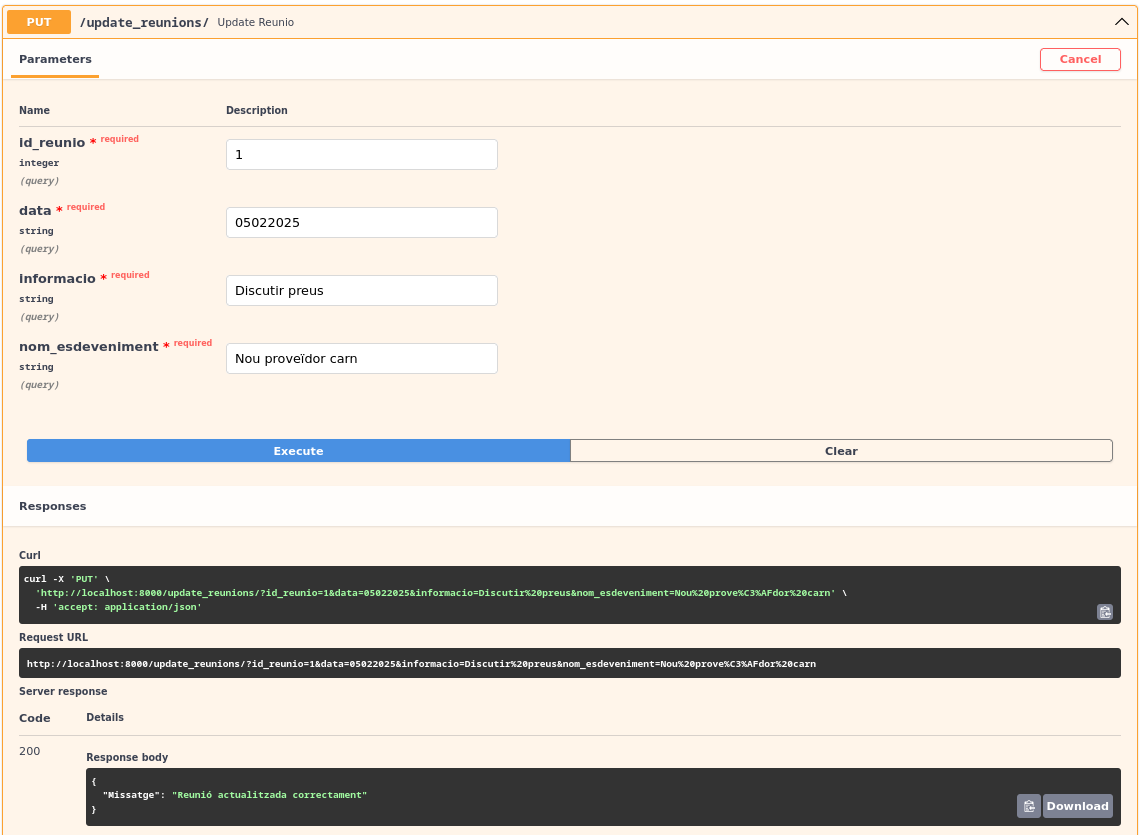 PUT /update_reunions/ Update Reunio
Parameters
Cancel
Name Description
id_reunio * required
integer
(query)
1
data * required
string
(query)
05022025
informacio * required
string
(query)
Discutir preus
nom_esdeveniment * required
string
(query)
Nou proveïdor carn
Execute Clear
Responses
Curl
curl -X 'PUT' \
'http://localhost:8000/update_reunions/?id_reunio=1&data=05022025&informacio=Discutir%20preus&nom_esdeveniment=Nou%20prove%C3%AFdor%20carn' \
-H 'accept: application/json'
Request URL
http://localhost:8000/update_reunions/?id_reunio=1&data=05022025&informacio=Discutir%20preus&nom_esdeveniment=Nou%20prove%C3%AFdor%20carn
Server response
Code Details
200
Response body
{
"Missatge": "Reunió actualitzada correctament"
}
Download